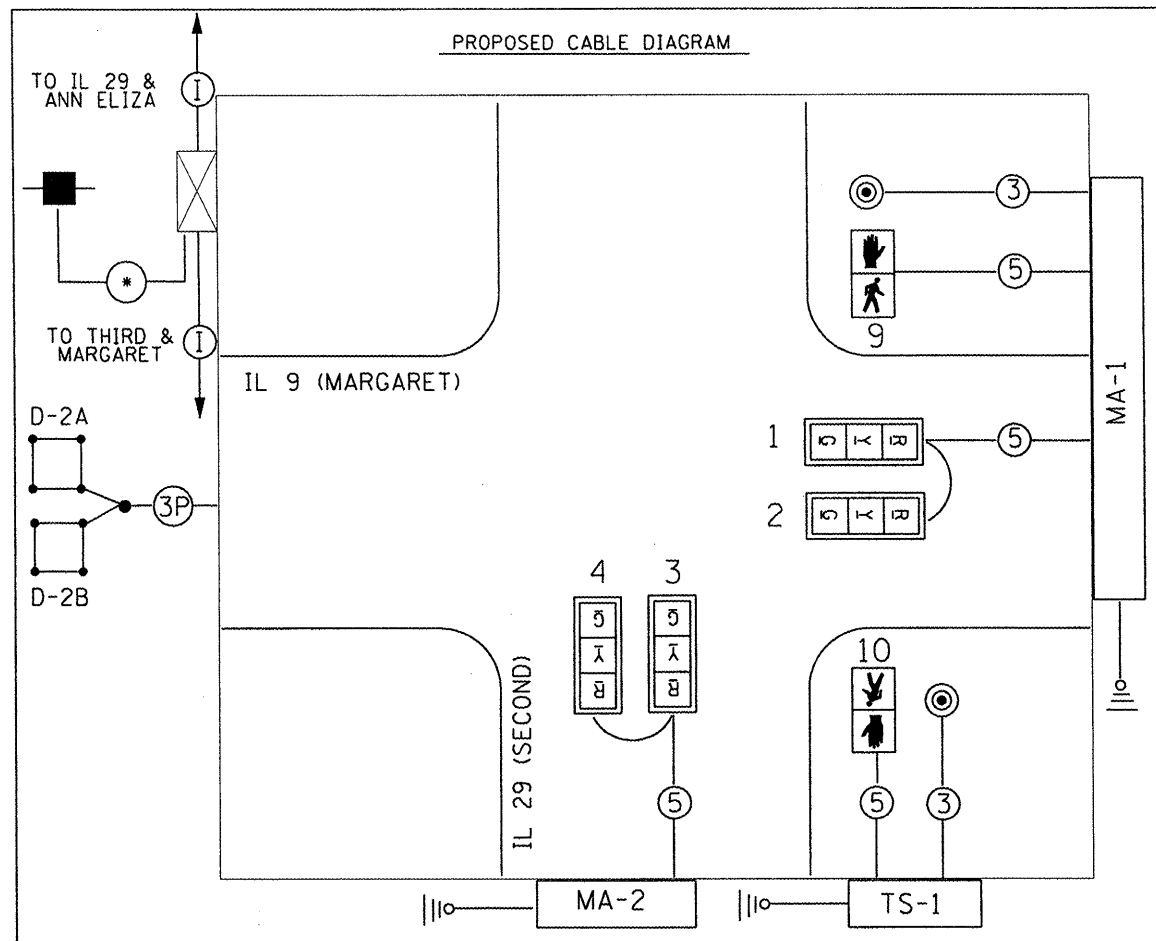 PROPOSED CABLE DIAGRAM
TO IL 29 &
ANN ELIZA
I
*
TO THIRD &
MARGARET
I
IL 9 (MARGARET)
D-2A
3P
D-2B
3
5
9
MA-1
1
G Y R
5
2
G Y R
4
3
G Y R
G Y R
IL 29 (SECOND)
5
10
5
3
MA-2
TS-1